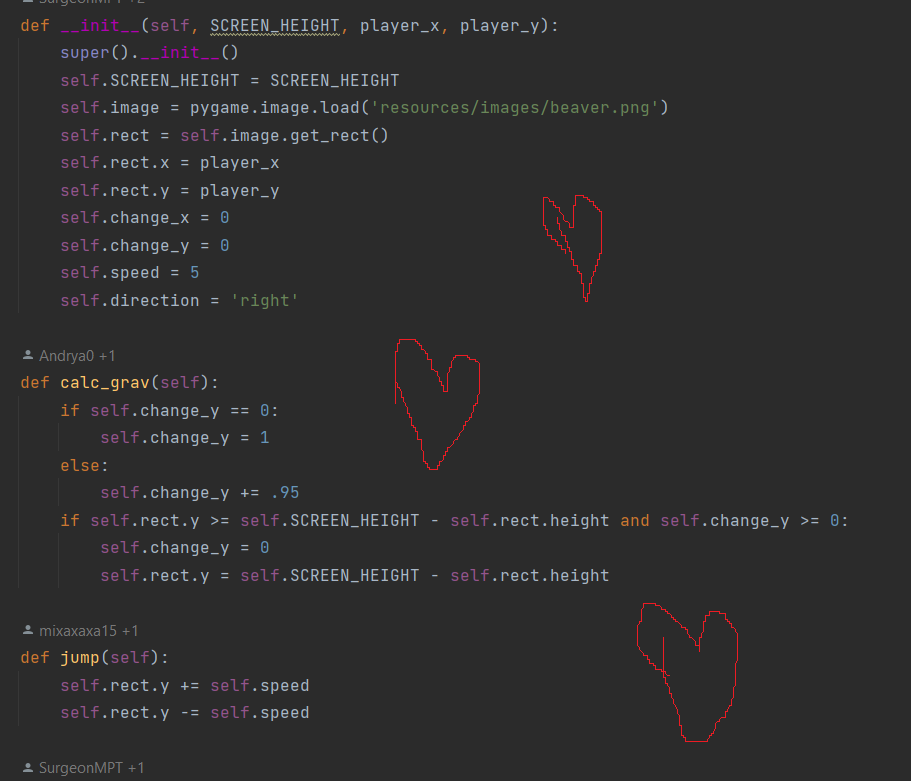 SurgeonMPT +2
def __init__(self, SCREEN_HEIGHT, player_x, player_y):
    super().__init__()
    self.SCREEN_HEIGHT = SCREEN_HEIGHT
    self.image = pygame.image.load('resources/images/beaver.png')
    self.rect = self.image.get_rect()
    self.rect.x = player_x
    self.rect.y = player_y
    self.change_x = 0
    self.change_y = 0
    self.speed = 5
    self.direction = 'right'
Andrya0 +1
def calc_grav(self):
    if self.change_y == 0:
        self.change_y = 1
    else:
        self.change_y += .95
    if self.rect.y >= self.SCREEN_HEIGHT - self.rect.height and self.change_y >= 0:
        self.change_y = 0
        self.rect.y = self.SCREEN_HEIGHT - self.rect.height
mixaxaxa15 +1
def jump(self):
    self.rect.y += self.speed
    self.rect.y -= self.speed
SurgeonMPT +1